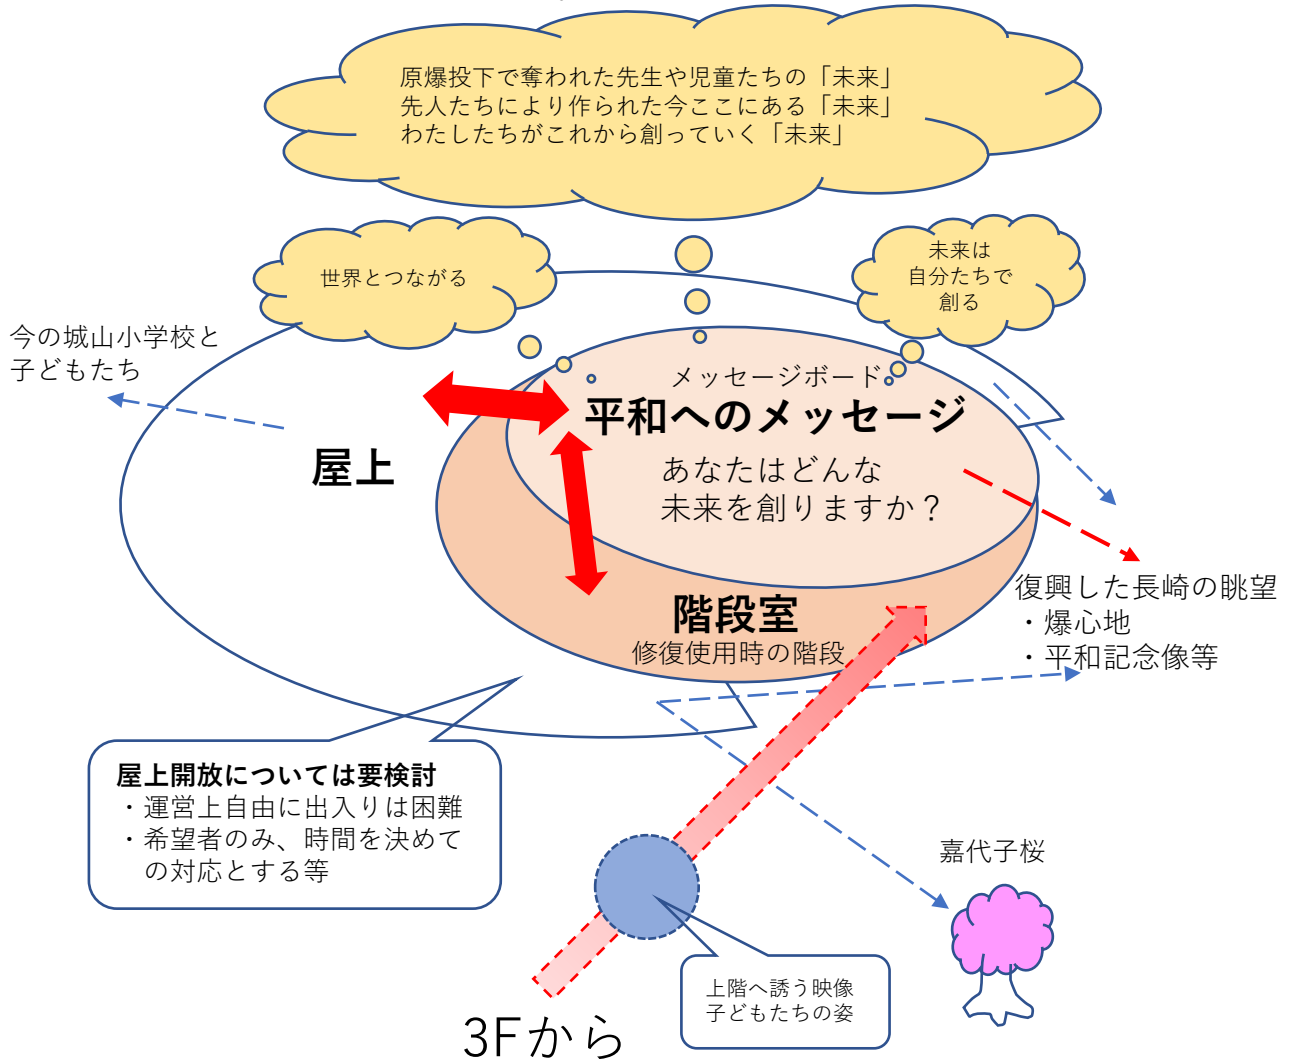 原爆投下で奪われた先生や児童たちの「未来」
先人たちにより作られた今ここにある「未来」
わたしたちがこれから創っていく「未来」
世界とつながる
未来は
自分たちで
創る
今の城山小学校と
子どもたち
メッセージボード
平和へのメッセージ
屋上
あなたはどんな
未来を創りますか？
階段室
修復使用時の階段
復興した長崎の眺望
・爆心地
・平和記念像等
屋上開放については要検討
・運営上自由に出入りは困難
・希望者のみ、時間を決めて
の対応とする等
嘉代子桜
上階へ誘う映像
子どもたちの姿
3Fから